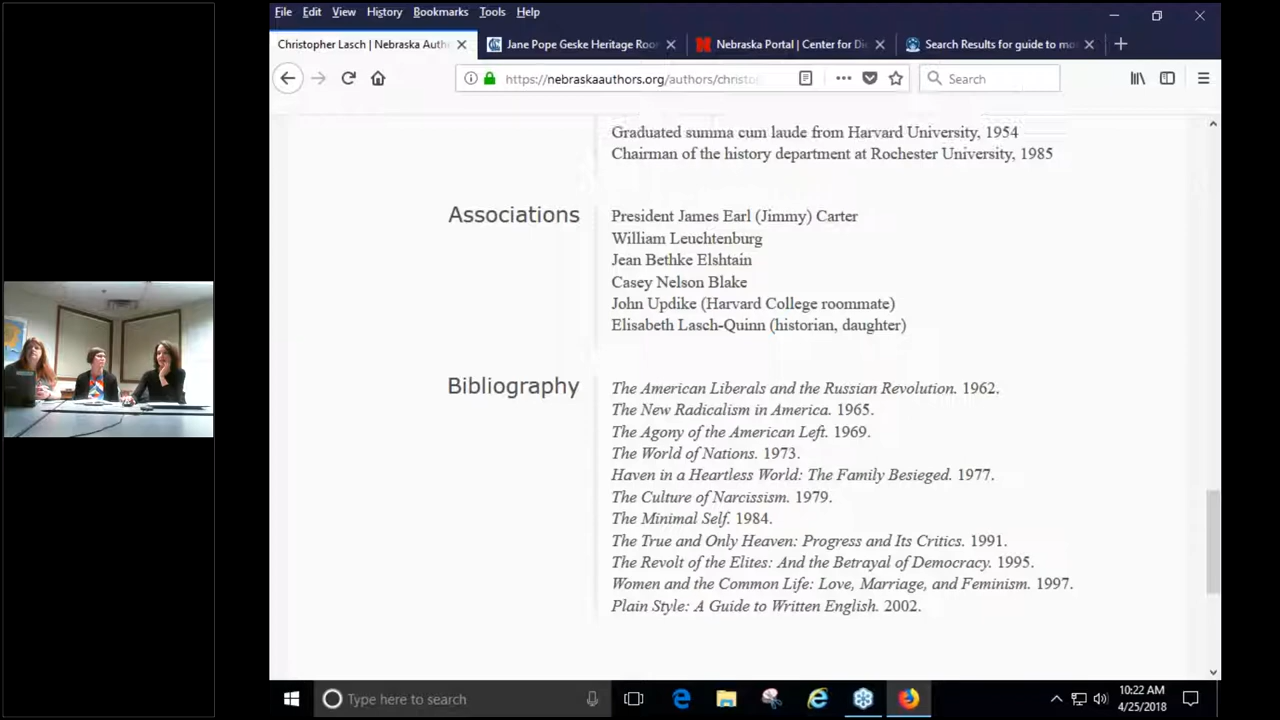 File Edit View History Bookmarks Tools Help
Christopher Lasch | Nebraska Auth
Jane Pope Geske Heritage Roo
Nebraska Portal | Center for Di
Search Results for guide to mo
https://nebraskaauthors.org/authors/christo
Search
Graduated summa cum laude from Harvard University, 1954
Chairman of the history department at Rochester University, 1985
Associations
President James Earl (Jimmy) Carter
William Leuchtenburg
Jean Bethke Elshtain
Casey Nelson Blake
John Updike (Harvard College roommate)
Elisabeth Lasch-Quinn (historian, daughter)
Bibliography
The American Liberals and the Russian Revolution. 1962.
The New Radicalism in America. 1965.
The Agony of the American Left. 1969.
The World of Nations. 1973.
Haven in a Heartless World: The Family Besieged. 1977.
The Culture of Narcissism. 1979.
The Minimal Self. 1984.
The True and Only Heaven: Progress and Its Critics. 1991.
The Revolt of the Elites: And the Betrayal of Democracy. 1995.
Women and the Common Life: Love, Marriage, and Feminism. 1997.
Plain Style: A Guide to Written English. 2002.
Type here to search
10:22 AM
4/25/2018